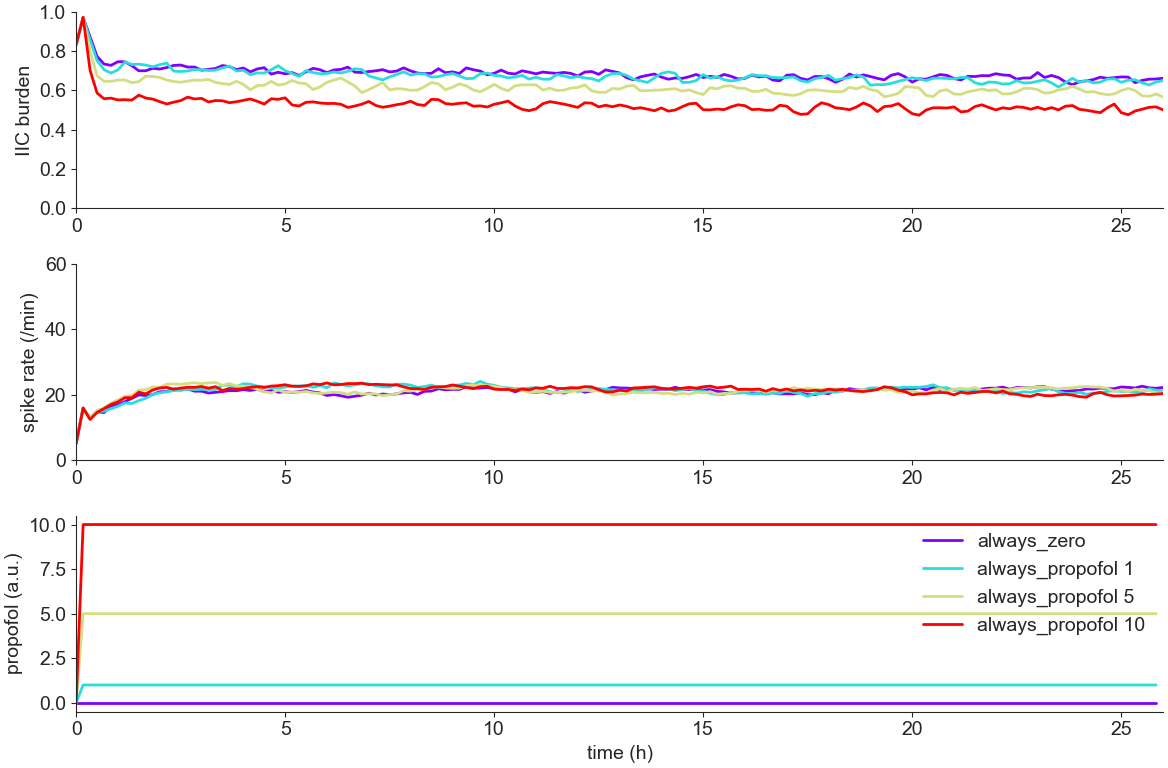 IIC burden
1.0
0.8
0.6
0.4
0.2
0.0
0 5 10 15 20 25
spike rate (/min)
60
40
20
0
0 5 10 15 20 25
propofol (a.u.)
10.0
7.5
5.0
2.5
0.0
always_zero
always_propofol 1
always_propofol 5
always_propofol 10
0 5 10 15 20 25
time (h)